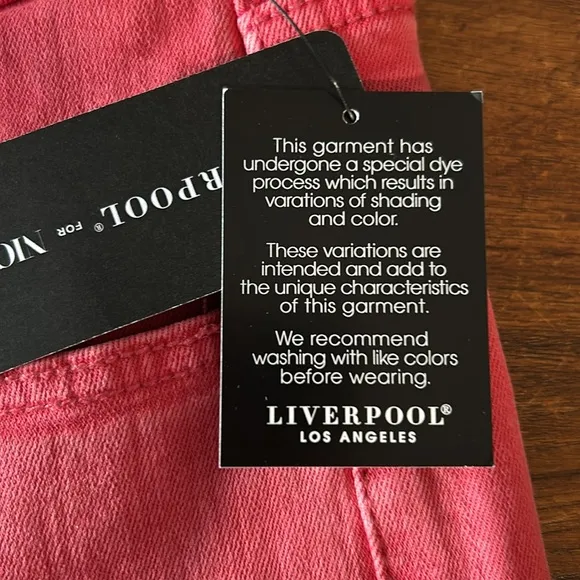 This garment has
undergone a special dye
process which results in
varations of shading
and color.
These variations are
intended and add to
the unique characteristics
of this garment.
We recommend
washing with like colors
before wearing.
LIVERPOOL®
LOS ANGELES
RPOOL® FOR